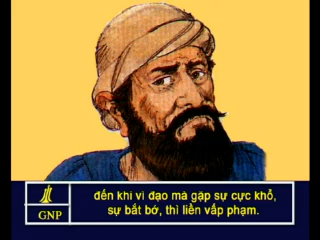 đến khi vì đạo mà gặp sự cực khổ,
sự bắt bớ, thì liền vấp phạm.
GNP